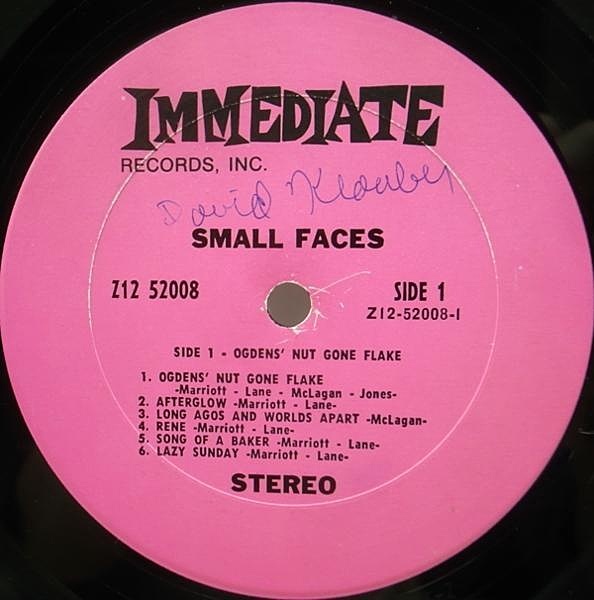 IMMEDIATE
RECORDS, INC.
David
SMALL FACES
Z12 52008
SIDE 1
Z12-52008-1
SIDE 1 - OGDENS' NUT GONE FLAKE
1. OGDENS' NUT GONE FLAKE
-Marriott - Lane - McLagan - Jones-
2. AFTERGLOW -Marriott - Lane-
3. LONG AGOS AND WORLDS APART -McLagan-
4. RENE -Marriott - Lane-
5. SONG OF A BAKER -Marriott - Lane-
6. LAZY SUNDAY -Marriott - Lane-
STEREO